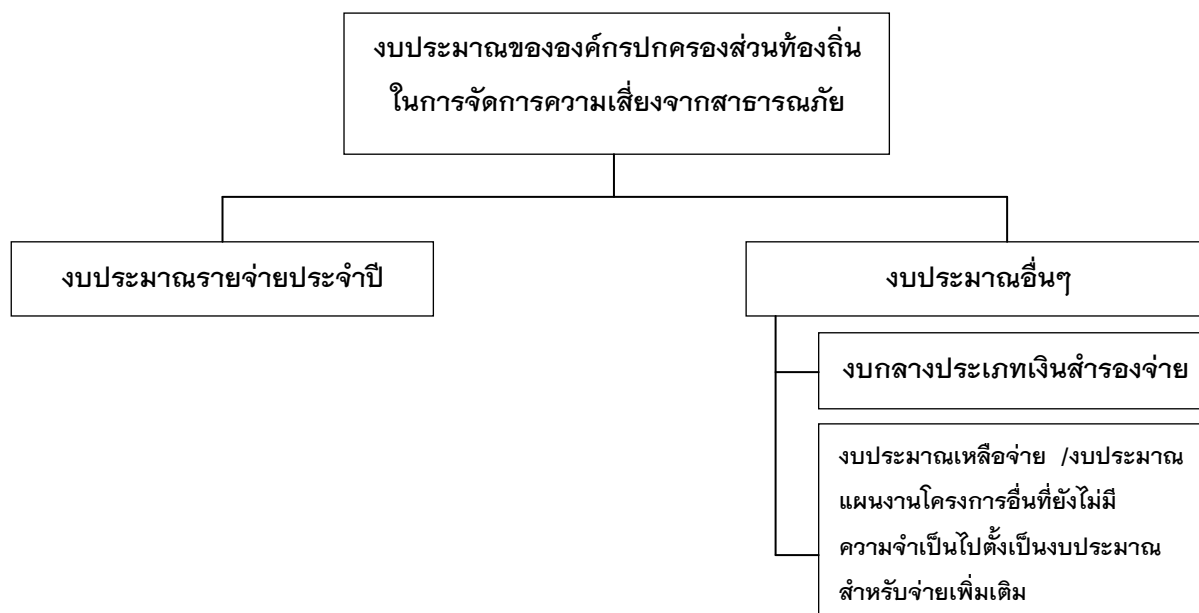 งบประมาณขององค์กรปกครองส่วนท้องถิ่น
ในการจัดการความเสี่ยงจากสาธารณภัย
งบประมาณรายจ่ายประจำปี
งบประมาณอื่นๆ
งบกลางประเภทเงินสำรองจ่าย
งบประมาณเหลือจ่าย /งบประมาณ
แผนงานโครงการอื่นที่ยังไม่มี
ความจำเป็นไปตั้งเป็นงบประมาณ
สำหรับจ่ายเพิ่มเติม